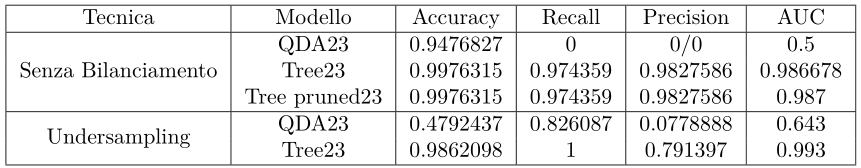 Tecnica Modello Accuracy Recall Precision AUC
QDA23 0.9476827 0 0/0 0.5
Senza Bilanciamento Tree23 0.9976315 0.974359 0.9827586 0.986678
Tree pruned23 0.9976315 0.974359 0.9827586 0.987
Undersampling QDA23 0.4792437 0.826087 0.0778888 0.643
Tree23 0.9862098 1 0.791397 0.993